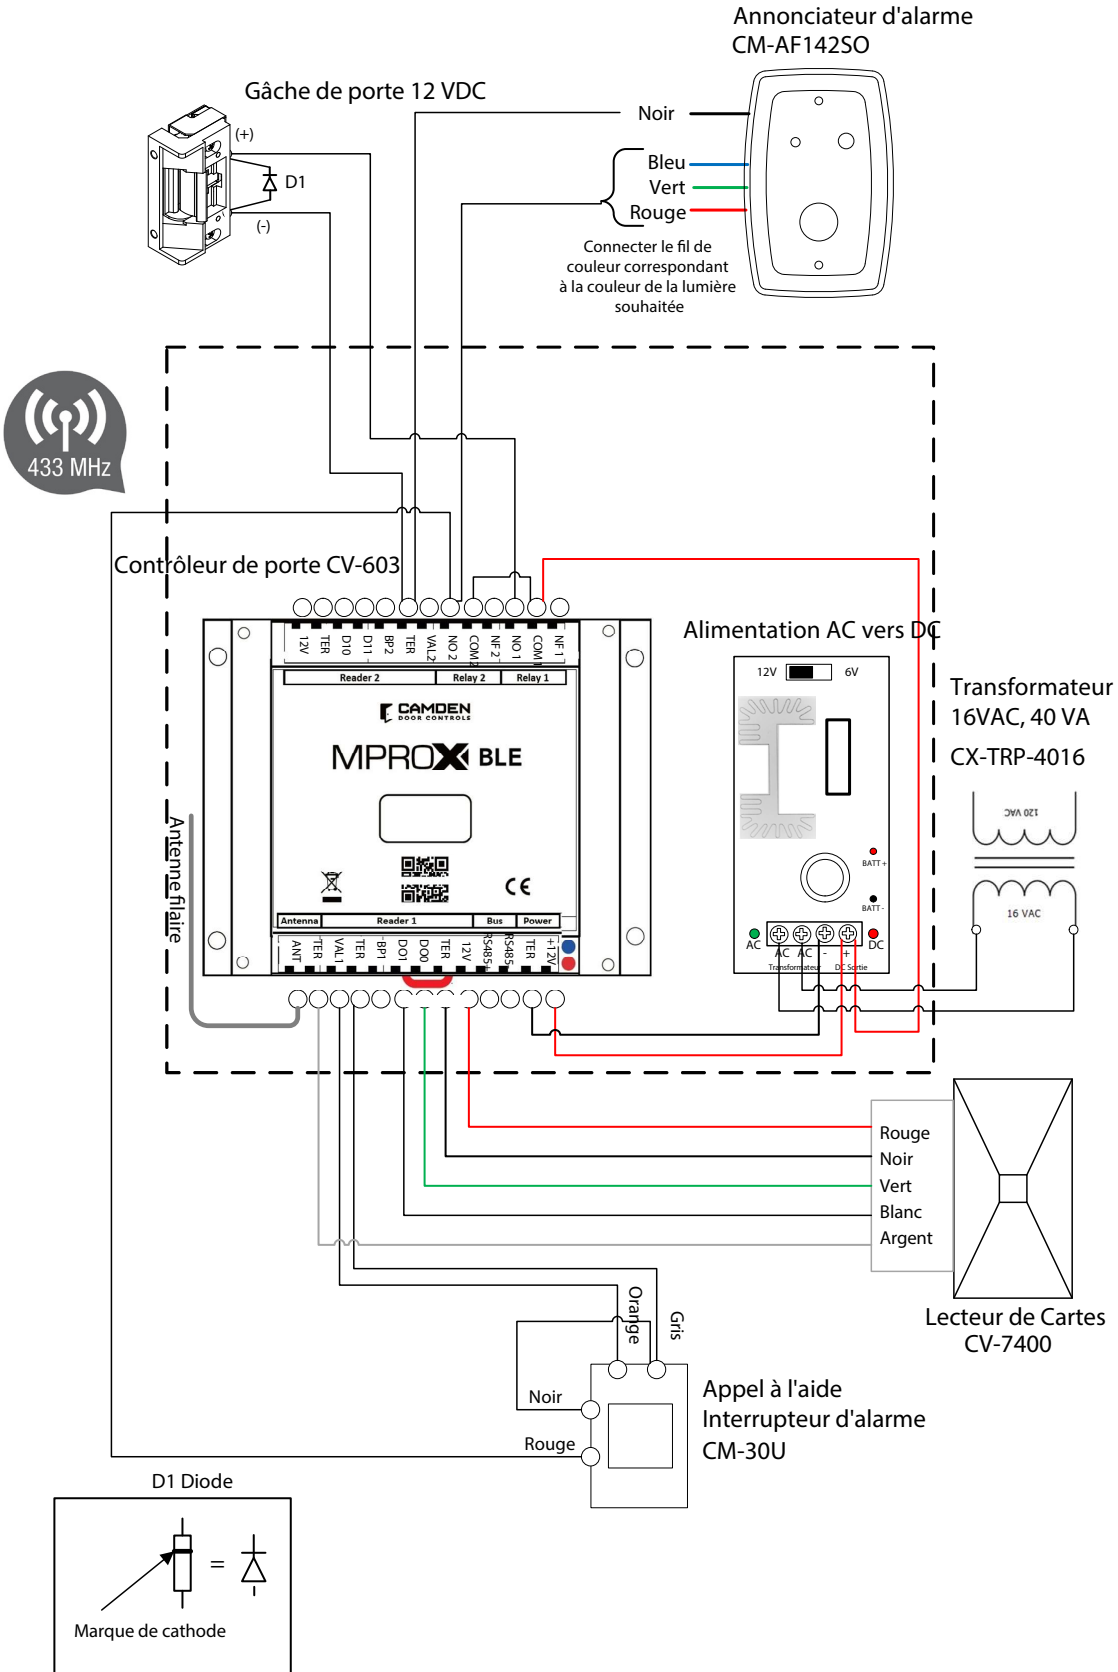 Annonciateur d'alarme
CM-AF142SO
Gâche de porte 12 VDC
(+)
D1
(-)
Noir
Bleu
Vert
Rouge
Connecter le fil de
couleur correspondant
à la couleur de la lumière
souhaitée
433 MHz
Contrôleur de porte CV-603
12V
TER
D10
D11
BP2
TER
VAL2
NO 2
COM 2
NF 2
NO 1
COM 1
NF 1
Reader 2
Relay 2
Relay 1
CAMDEN
DOOR CONTROLS
MPROX BLE
CE
Antenna
Reader 1
Bus
Power
ANT
TER
VAL1
TER
BP1
DO1
DO0
TER
12V
RS485+
RS485-
TER
+12V
Antenne filaire
Alimentation AC vers DC
12V
6V
BATT +
BATT -
AC
DC
AC
AC
-
+
Transformateur
DC Sortie
Transformateur
16VAC, 40 VA
CX-TRP-4016
120 VAC
16 VAC
Rouge
Noir
Vert
Blanc
Argent
Lecteur de Cartes
CV-7400
Orange
Gris
Noir
Rouge
Appel à l'aide
Interrupteur d'alarme
CM-30U
D1 Diode
=
Marque de cathode